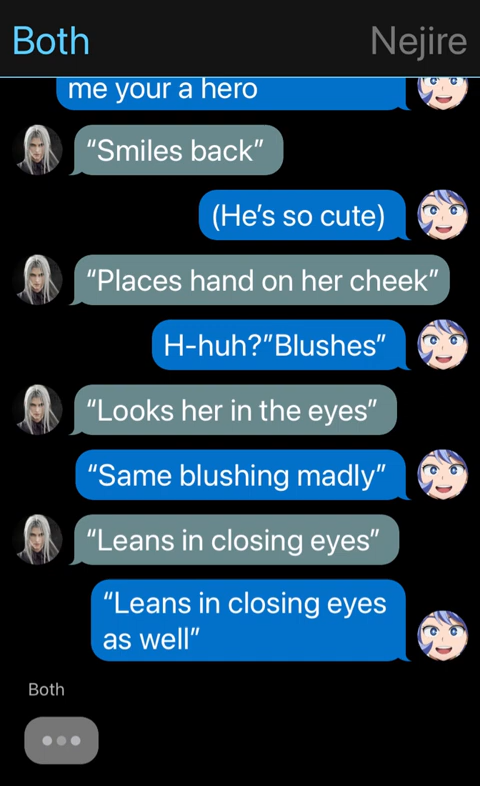 Both
Nejire
me your a hero
“Smiles back”
(He’s so cute)
“Places hand on her cheek”
H-huh?”Blushes”
“Looks her in the eyes”
“Same blushing madly”
“Leans in closing eyes”
“Leans in closing eyes
as well”
Both